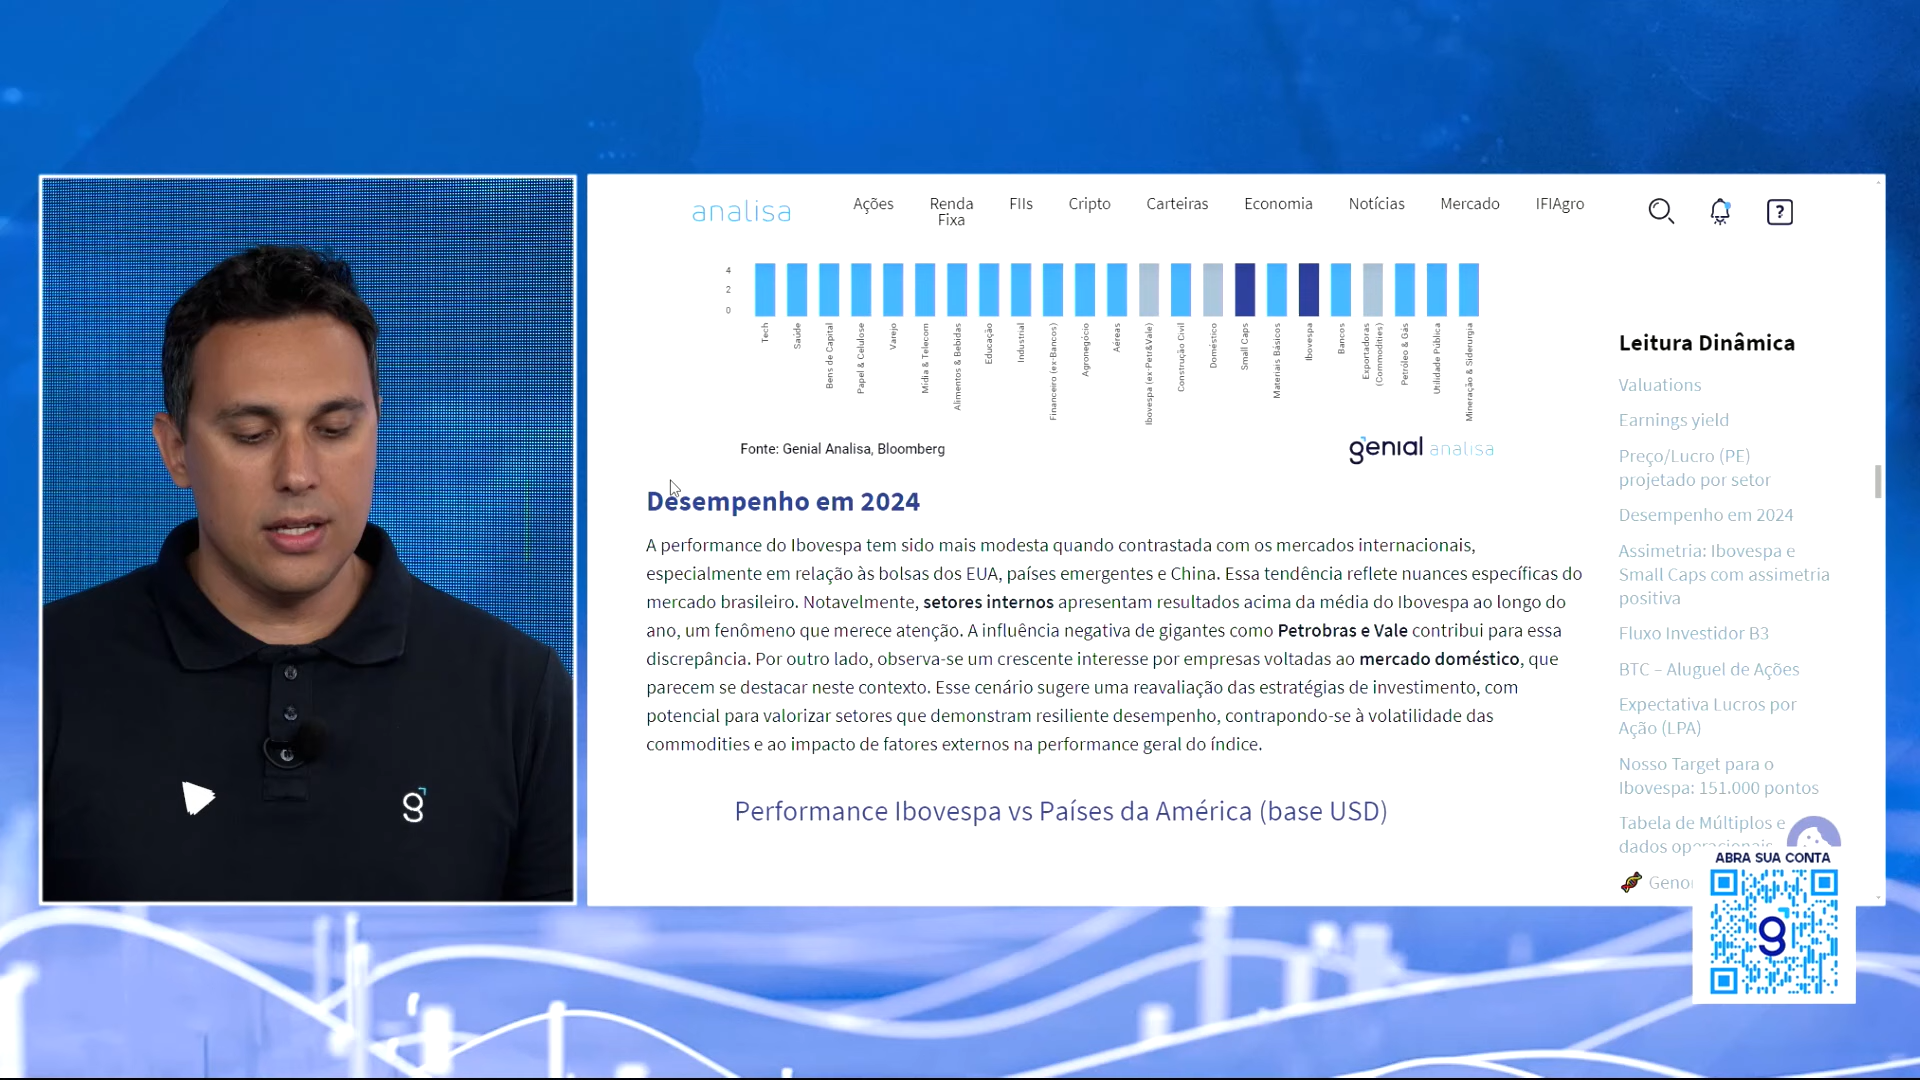 analisa
Ações
Renda
Fixa
FIIs
Cripto
Carteiras
Economia
Notícias
Mercado
IFIAgro
?
4
2
0
Tech
Saúde
Bens de Capital
Papel & Celulose
Varejo
Mídia & Telecom
Alimentos & Bebidas
Educação
Industrial
Financeiro (ex-Bancos)
Agronegócio
Aéreas
Ibovespa (ex-Petr&Vale)
Construção Civil
Doméstico
Small Caps
Materiais Básicos
Ibovespa
Bancos
Exportadoras
(Commodities)
Petróleo & Gás
Utilidade Pública
Mineração & Siderurgia
Fonte: Genial Analisa, Bloomberg
genial analisa
Desempenho em 2024
A performance do Ibovespa tem sido mais modesta quando contrastada com os mercados internacionais,
especialmente em relação às bolsas dos EUA, países emergentes e China. Essa tendência reflete nuances específicas do
mercado brasileiro. Notavelmente, setores internos apresentam resultados acima da média do Ibovespa ao longo do
ano, um fenômeno que merece atenção. A influência negativa de gigantes como Petrobras e Vale contribui para essa
discrepância. Por outro lado, observa-se um crescente interesse por empresas voltadas ao mercado doméstico, que
parecem se destacar neste contexto. Esse cenário sugere uma reavaliação das estratégias de investimento, com
potencial para valorizar setores que demonstram resiliente desempenho, contrapondo-se à volatilidade das
commodities e ao impacto de fatores externos na performance geral do índice.
Performance Ibovespa vs Países da América (base USD)
Leitura Dinâmica
Valuations
Earnings yield
Preço/Lucro (PE)
projetado por setor
Desempenho em 2024
Assimetria: Ibovespa e
Small Caps com assimetria
positiva
Fluxo Investidor B3
BTC – Aluguel de Ações
Expectativa Lucros por
Ação (LPA)
Nosso Target para o
Ibovespa: 151.000 pontos
Tabela de Múltiplos e
dados operacionais
Geno
ABRA SUA CONTA
g
g